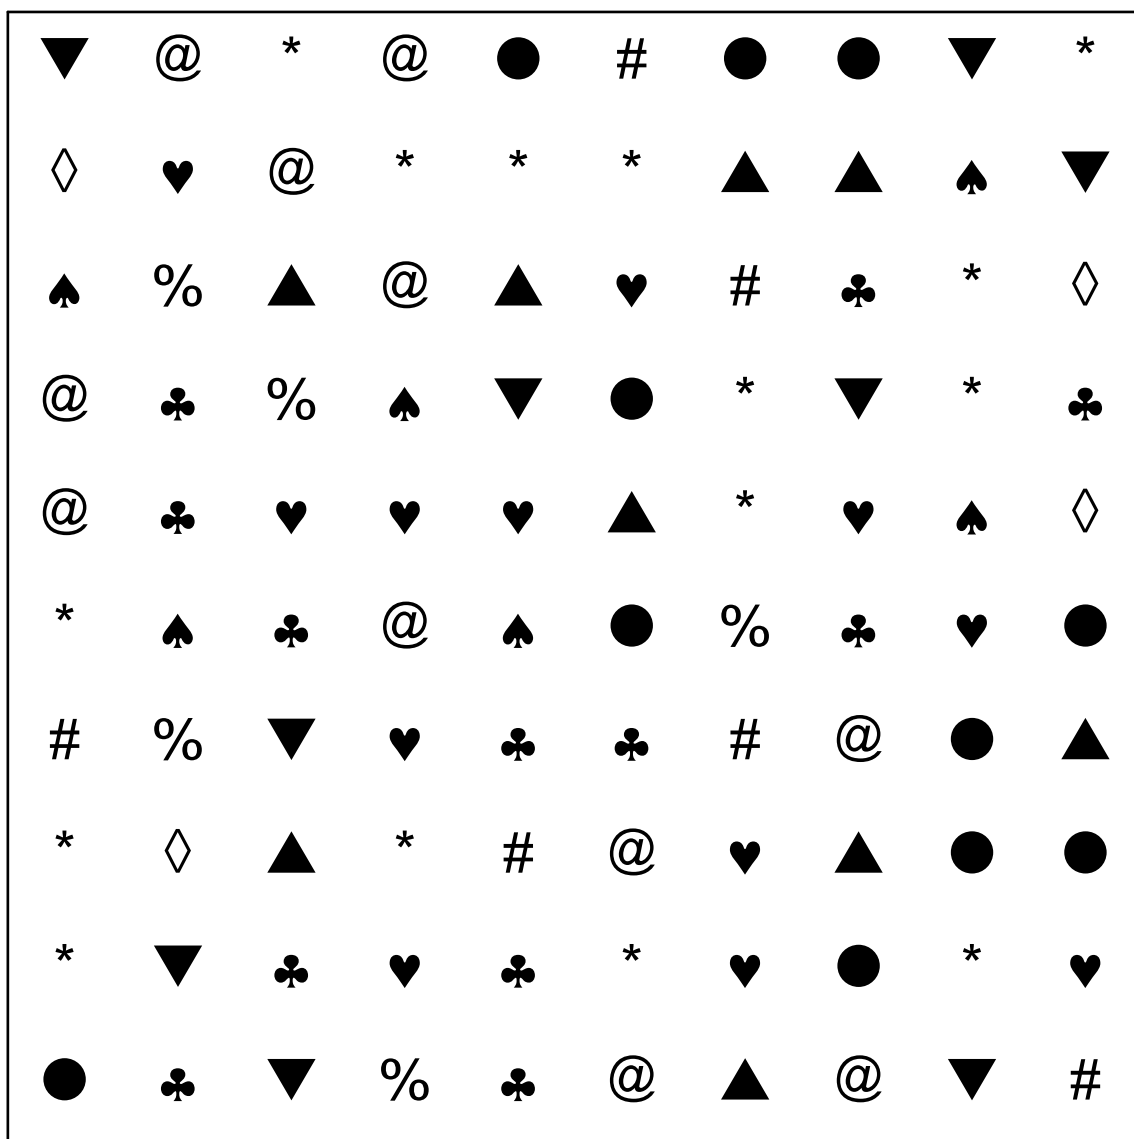 ▼ @ * @ ● # ● ● ▼ *
◊ ♥ @ * * * ▲ ▲ ♠ ▼
♠ % ▲ @ ▲ ♥ # ♣ * ◊
@ ♣ % ♠ ▼ ● * ▼ * ♣
@ ♣ ♥ ♥ ♥ ▲ * ♥ ♠ ◊
* ♠ ♣ @ ♠ ● % ♣ ♥ ●
# % ▼ ♥ ♣ ♣ # @ ● ▲
* ◊ ▲ * # @ ♥ ▲ ● ●
* ▼ ♣ ♥ ♣ * ♥ ● * ♥
● ♣ ▼ % ♣ @ ▲ @ ▼ #